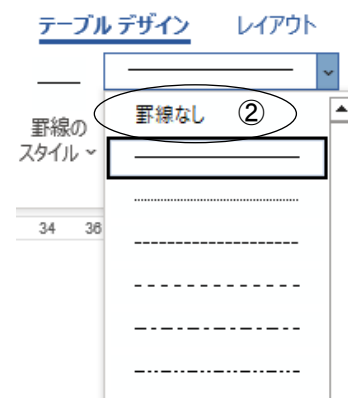 テーブル デザイン レイアウト
罫線なし ②
罫線の
スタイル
34 36